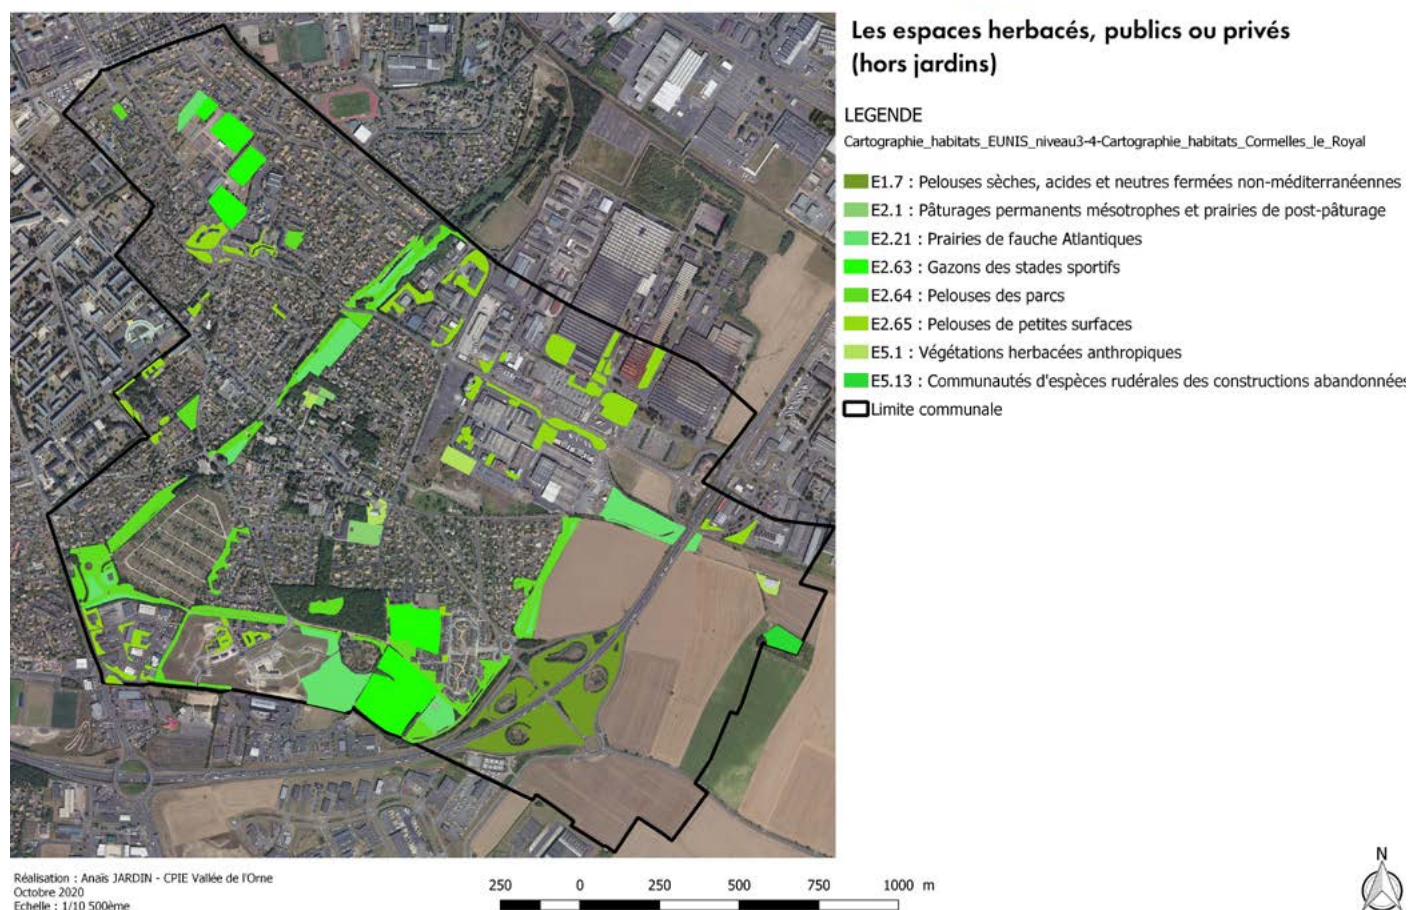 Les espaces herbacés, publics ou privés
(hors jardins)
LEGENDE
Cartographie_habitats_EUNIS_niveau3-4-Cartographie_habitats_Cormelles_le_Royal
E1.7 : Pelouses sèches, acides et neutres fermées non-méditerranéennes
E2.1 : Pâturages permanents mésotrophes et prairies de post-pâturage
E2.21 : Prairies de fauche Atlantiques
E2.63 : Gazons des stades sportifs
E2.64 : Pelouses des parcs
E2.65 : Pelouses de petites surfaces
E5.1 : Végétations herbacées anthropiques
E5.13 : Communautés d'espèces rudérales des constructions abandonnées
Limite communale
Réalisation : Anaïs JARDIN - CPIE Vallée de l'Orne
Octobre 2020
Echelle : 1/10 500ème
250 0 250 500 750 1000 m
N